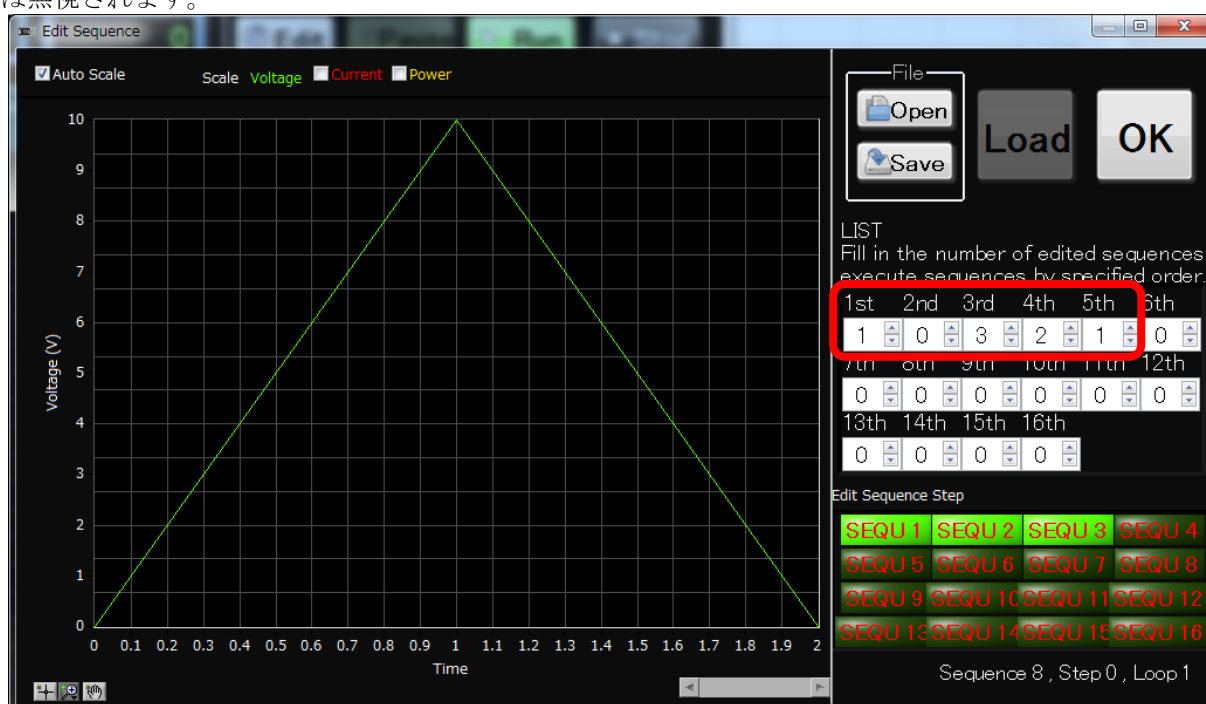 は無視されます。
Edit Sequence
Auto Scale Scale Voltage Current Power
File
Open
Save
Load
OK
LIST
Fill in the number of edited sequences
execute sequences by specified order.
1st 2nd 3rd 4th 5th 6th
1 0 3 2 1 0
7th 8th 9th 10th 11th 12th
0 0 0 0 0 0
13th 14th 15th 16th
0 0 0 0
Edit Sequence Step
SEQU 1 SEQU 2 SEQU 3 SEQU 4
SEQU 5 SEQU 6 SEQU 7 SEQU 8
SEQU 9 SEQU 10 SEQU 11 SEQU 12
SEQU 13 SEQU 14 SEQU 15 SEQU 16
Sequence 8 , Step 0 , Loop 1
Voltage (V)
10
9
8
7
6
5
4
3
2
1
0
0 0.1 0.2 0.3 0.4 0.5 0.6 0.7 0.8 0.9 1 1.1 1.2 1.3 1.4 1.5 1.6 1.7 1.8 1.9 2
Time